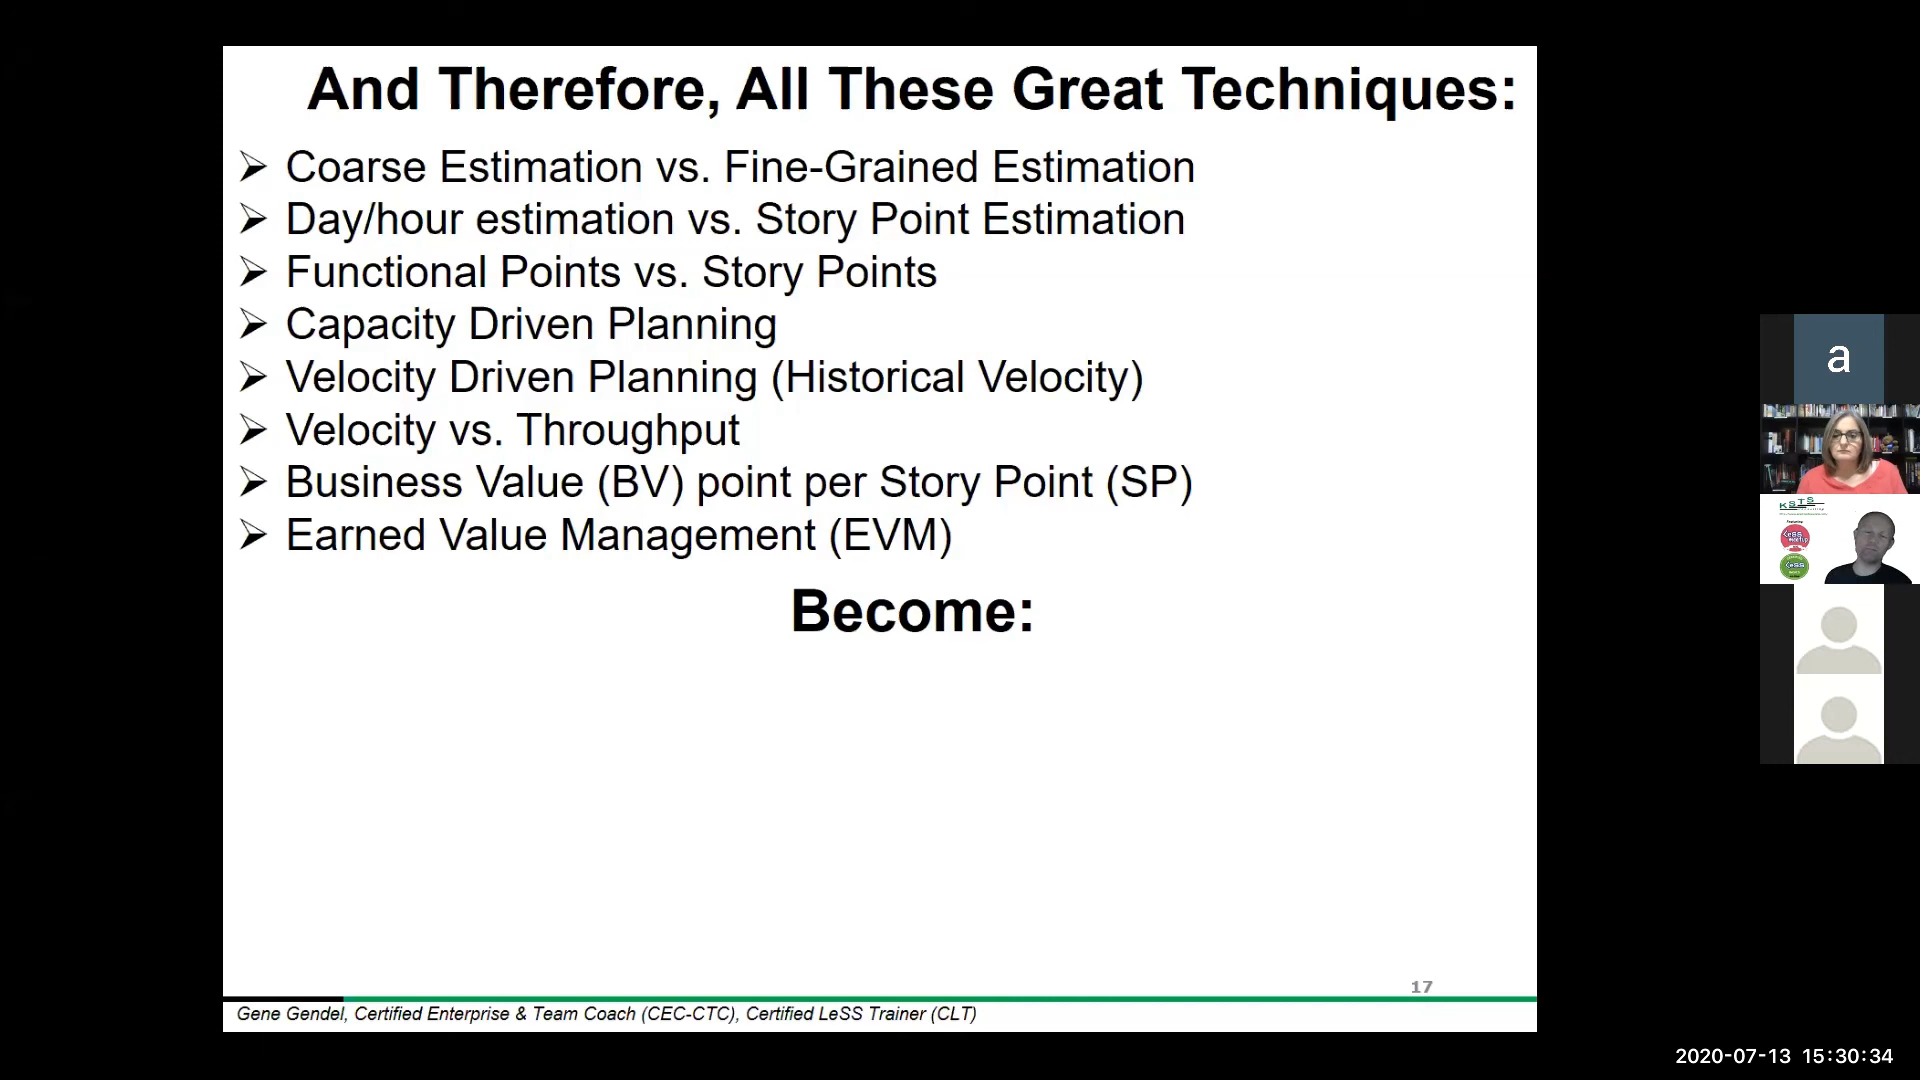 And Therefore, All These Great Techniques:
➢ Coarse Estimation vs. Fine-Grained Estimation
➢ Day/hour estimation vs. Story Point Estimation
➢ Functional Points vs. Story Points
➢ Capacity Driven Planning
➢ Velocity Driven Planning (Historical Velocity)
➢ Velocity vs. Throughput
➢ Business Value (BV) point per Story Point (SP)
➢ Earned Value Management (EVM)
Become:
17
Gene Gendel, Certified Enterprise & Team Coach (CEC-CTC), Certified LeSS Trainer (CLT)
a
KSTS
LeSS
LeSS
2020-07-13 15:30:34